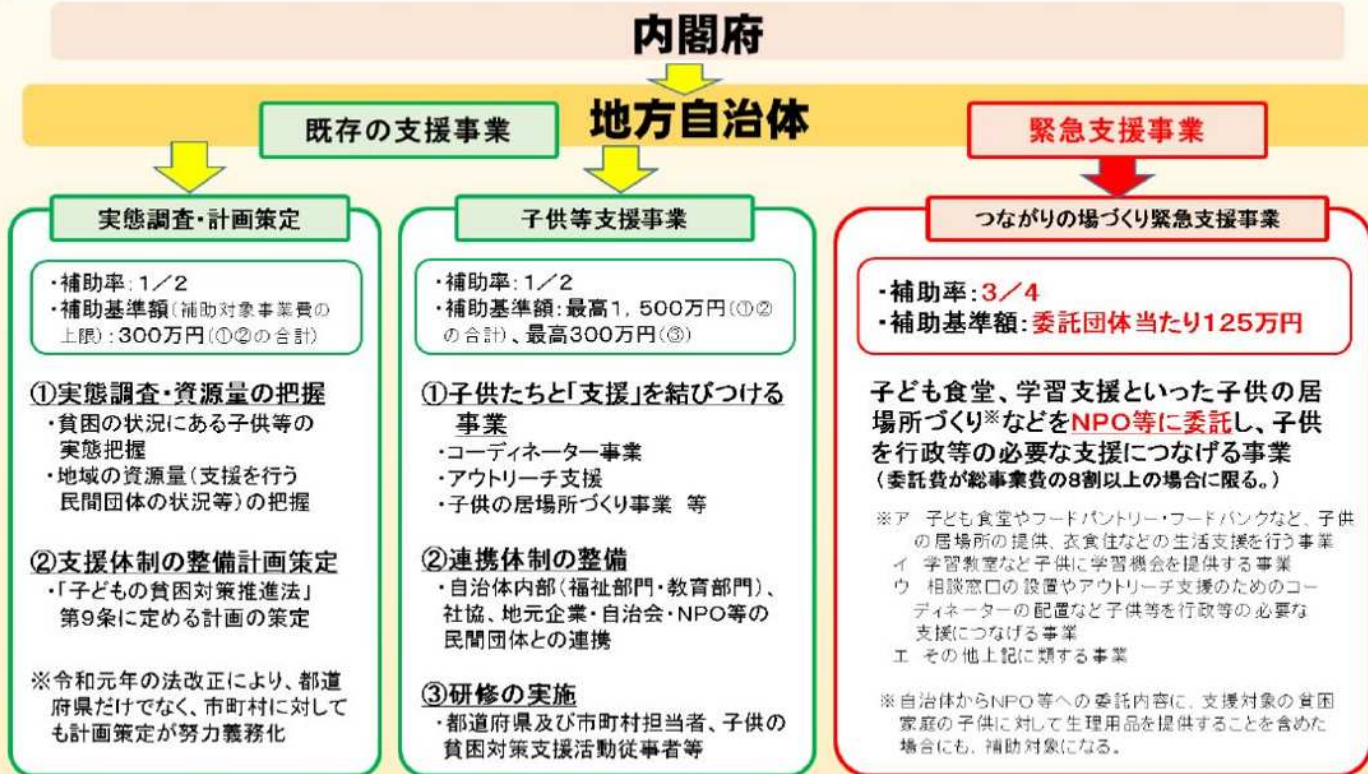 内閣府
地方自治体
既存の支援事業
緊急支援事業
実態調査・計画策定
・補助率:1/2
・補助基準額(補助対象事業費の
上限):300万円(①②の合計)
①実態調査・資源量の把握
・貧困の状況にある子供等の
実態把握
・地域の資源量(支援を行う
民間団体の状況等)の把握
②支援体制の整備計画策定
・「子どもの貧困対策推進法」
第9条に定める計画の策定
※令和元年の法改正により、都道
府県だけでなく、市町村に対して
も計画策定が努力義務化
子供等支援事業
・補助率:1/2
・補助基準額:最高1,500万円(①②
の合計)、最高300万円(③)
①子供たちと「支援」を結びつける
事業
・コーディネーター事業
・アウトリーチ支援
・子供の居場所づくり事業 等
②連携体制の整備
・自治体内部(福祉部門・教育部門)、
社協、地元企業・自治会・NPO等の
民間団体との連携
③研修の実施
・都道府県及び市町村担当者、子供の
貧困対策支援活動従事者等
つながりの場づくり緊急支援事業
・補助率:3/4
・補助基準額:委託団体当たり125万円
子ども食堂、学習支援といった子供の居
場所づくり※などをNPO等に委託し、子供
を行政等の必要な支援につなげる事業
(委託費が総事業費の8割以上の場合に限る。)
※ア 子ども食堂やフードパントリー・フードバンクなど、子供
の居場所の提供、衣食住などの生活支援を行う事業
イ 学習教室など子供に学習機会を提供する事業
ウ 相談窓口の設置やアウトリーチ支援のためのコー
ディネーターの配置など子供等を行政等の必要な
支援につなげる事業
エ その他上記に類する事業
※自治体からNPO等への委託内容に、支援対象の貧困
家庭の子供に対して生理用品を提供することを含めた
場合にも、補助対象になる。